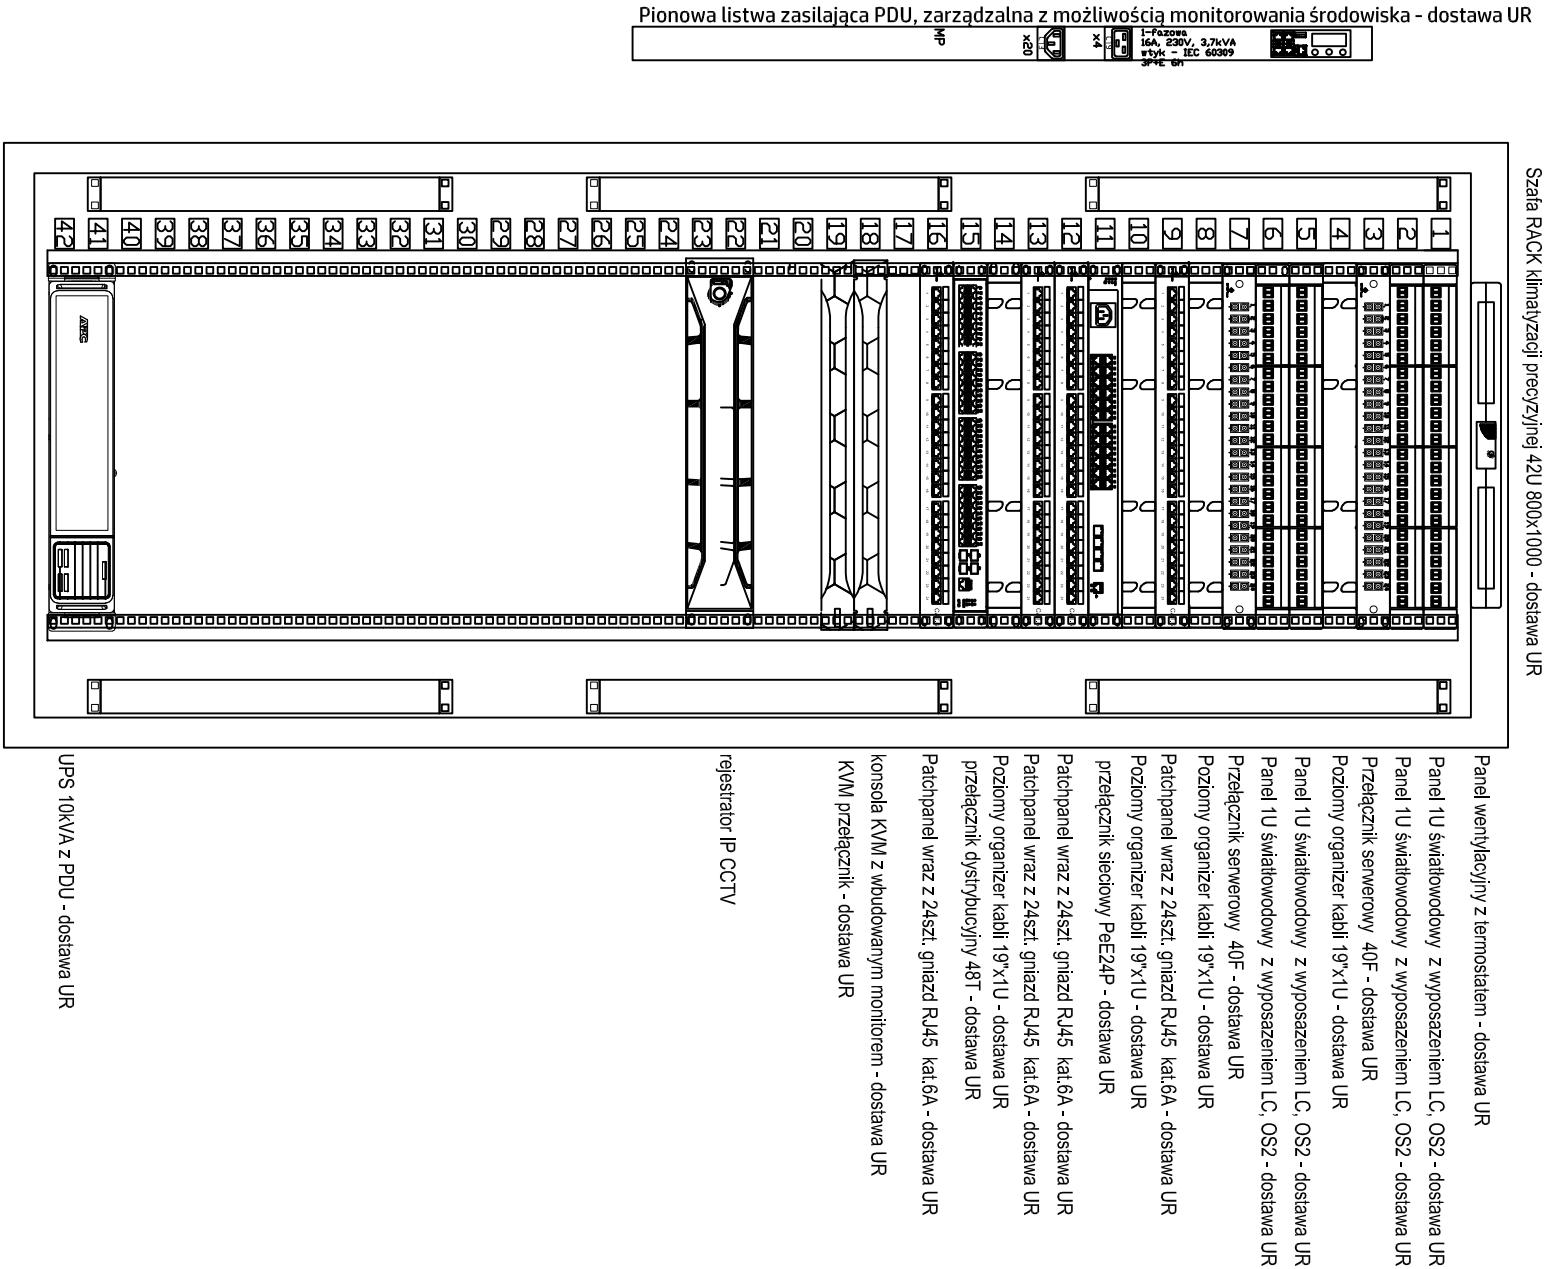 Pionowa listwa zasilająca PDU, zarządzalna z możliwością monitorowania środowiska - dostawa UR
MP
x20
x4
1-fazowa
16A, 230V, 3,7kVA
wtyk - IEC 60309
3P+E 6h
Szafa RACK klimatyzacji precyzyjnej 42U 800x1000 - dostawa UR
1
2
3
4
5
6
7
8
9
10
11
12
13
14
15
16
17
18
19
20
21
22
23
24
25
26
27
28
29
30
31
32
33
34
35
36
37
38
39
40
41
42
APC
Panel wentylacyjny z termostatem - dostawa UR
Panel 1U światłowodowy z wyposażeniem LC, OS2 - dostawa UR
Panel 1U światłowodowy z wyposażeniem LC, OS2 - dostawa UR
Przełącznik serwerowy 40F - dostawa UR
Poziomy organizer kabli 19"x1U - dostawa UR
Panel 1U światłowodowy z wyposażeniem LC, OS2 - dostawa UR
Panel 1U światłowodowy z wyposażeniem LC, OS2 - dostawa UR
Przełącznik serwerowy 40F - dostawa UR
Poziomy organizer kabli 19"x1U - dostawa UR
Patchpanel wraz z 24szt. gniazd RJ45 kat.6A - dostawa UR
Poziomy organizer kabli 19"x1U - dostawa UR
przełącznik sieciowy PeE24P - dostawa UR
Patchpanel wraz z 24szt. gniazd RJ45 kat.6A - dostawa UR
Patchpanel wraz z 24szt. gniazd RJ45 kat.6A - dostawa UR
Poziomy organizer kabli 19"x1U - dostawa UR
przełącznik dystrybucyjny 48T - dostawa UR
Patchpanel wraz z 24szt. gniazd RJ45 kat.6A - dostawa UR
konsola KVM z wbudowanym monitorem - dostawa UR
KVM przełącznik - dostawa UR
rejestrator IP CCTV
UPS 10kVA z PDU - dostawa UR